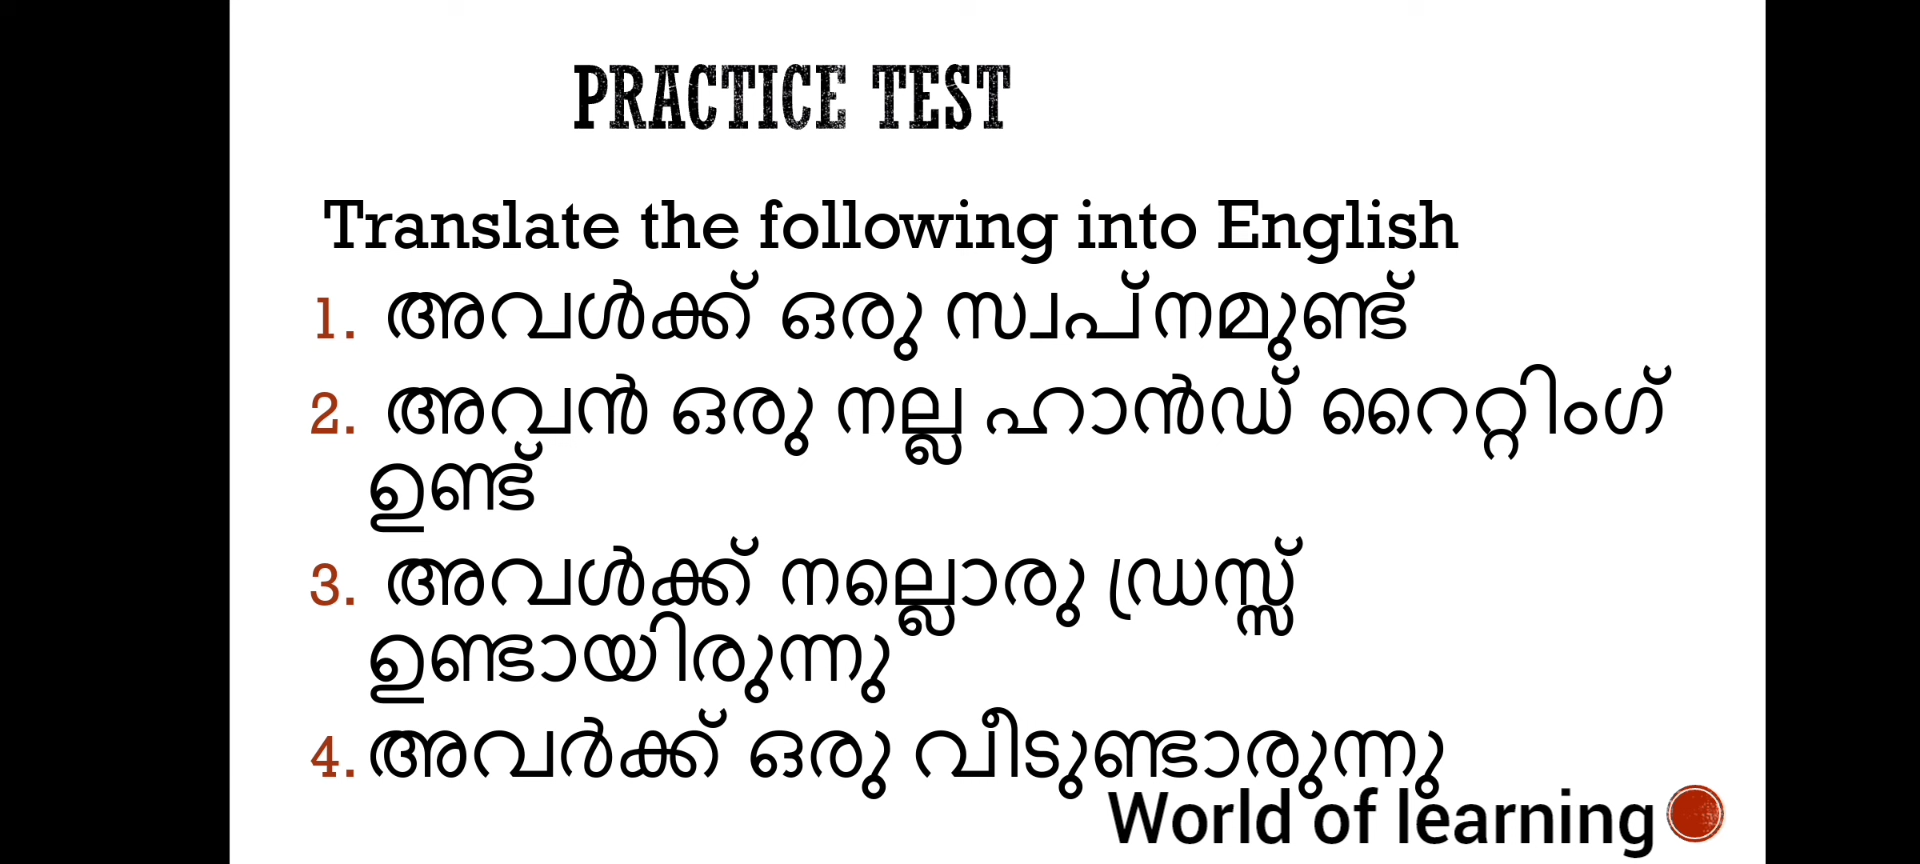 PRACTICE TEST
Translate the following into English
1. അവൾക്ക് ഒരു സ്വപ്നമുണ്ട്
2. അവൻ ഒരു നല്ല ഹാൻഡ് റൈറ്റിംഗ്
ഉണ്ട്
3. അവൾക്ക് നല്ലൊരു ഡ്രസ്സ്
ഉണ്ടായിരുന്നു
4. അവർക്ക് ഒരു വീടുണ്ടാരുന്നു
World of learning